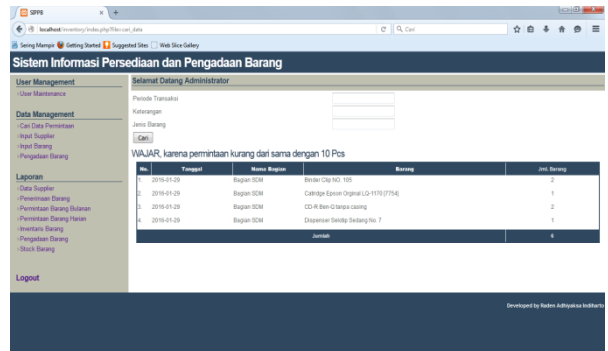 SIPPB
localhost/inventory/index.php?file=cari_data
Cari
Sering Mampir Getting Started Suggested Sites Web Slice Gallery
Sistem Informasi Persediaan dan Pengadaan Barang
User Management
User Maintenance
Data Management
Cari Data Permintaan
Input Supplier
Input Barang
Pengadaan Barang
Laporan
Data Supplier
Penerimaan Barang
Permintaan Barang Bulanan
Permintaan Barang Harian
Inventaris Barang
Pengadaan Barang
Stock Barang
Logout
Selamat Datang Administrator
Periode Transaksi
Keterangan
Jenis Barang
Cari
WAJAR, karena permintaan kurang dari sama dengan 10 Pcs
No. Tanggal Nama Bagian Barang Jml. Barang
1. 2016-01-29 Bagian SDM Binder Clip NO. 105 2
2. 2016-01-29 Bagian SDM Catridge Epson Orginal LQ-1170 [7754] 1
3. 2016-01-29 Bagian SDM CD-R Ben-Q tanpa casing 2
4. 2016-01-29 Bagian SDM Dispenser Selotip Sedang No. 7 1
Jumlah 6
Developed by Raden Adhiyaksa Indiharto